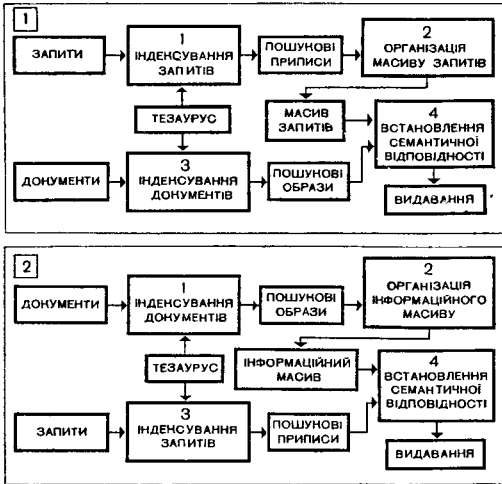 1
ЗАПИТИ
1
ІНДЕКСУВАННЯ
ЗАПИТІВ
ПОШУКОВІ
ПРИПИСИ
2
ОРГАНІЗАЦІЯ
МАСИВУ ЗАПИТІВ
ТЕЗАУРУС
МАСИВ
ЗАПИТІВ
4
ВСТАНОВЛЕННЯ
СЕМАНТИЧНОЇ
ВІДПОВІДНОСТІ
ДОКУМЕНТИ
3
ІНДЕКСУВАННЯ
ДОКУМЕНТІВ
ПОШУКОВІ
ОБРАЗИ
ВИДАВАННЯ
2
ДОКУМЕНТИ
1
ІНДЕКСУВАННЯ
ДОКУМЕНТІВ
ПОШУКОВІ
ОБРАЗИ
2
ОРГАНІЗАЦІЯ
ІНФОРМАЦІЙНОГО
МАСИВУ
ТЕЗАУРУС
ІНФОРМАЦІЙНИЙ
МАСИВ
4
ВСТАНОВЛЕННЯ
СЕМАНТИЧНОЇ
ВІДПОВІДНОСТІ
ЗАПИТИ
3
ІНДЕКСУВАННЯ
ЗАПИТІВ
ПОШУКОВІ
ПРИПИСИ
ВИДАВАННЯ